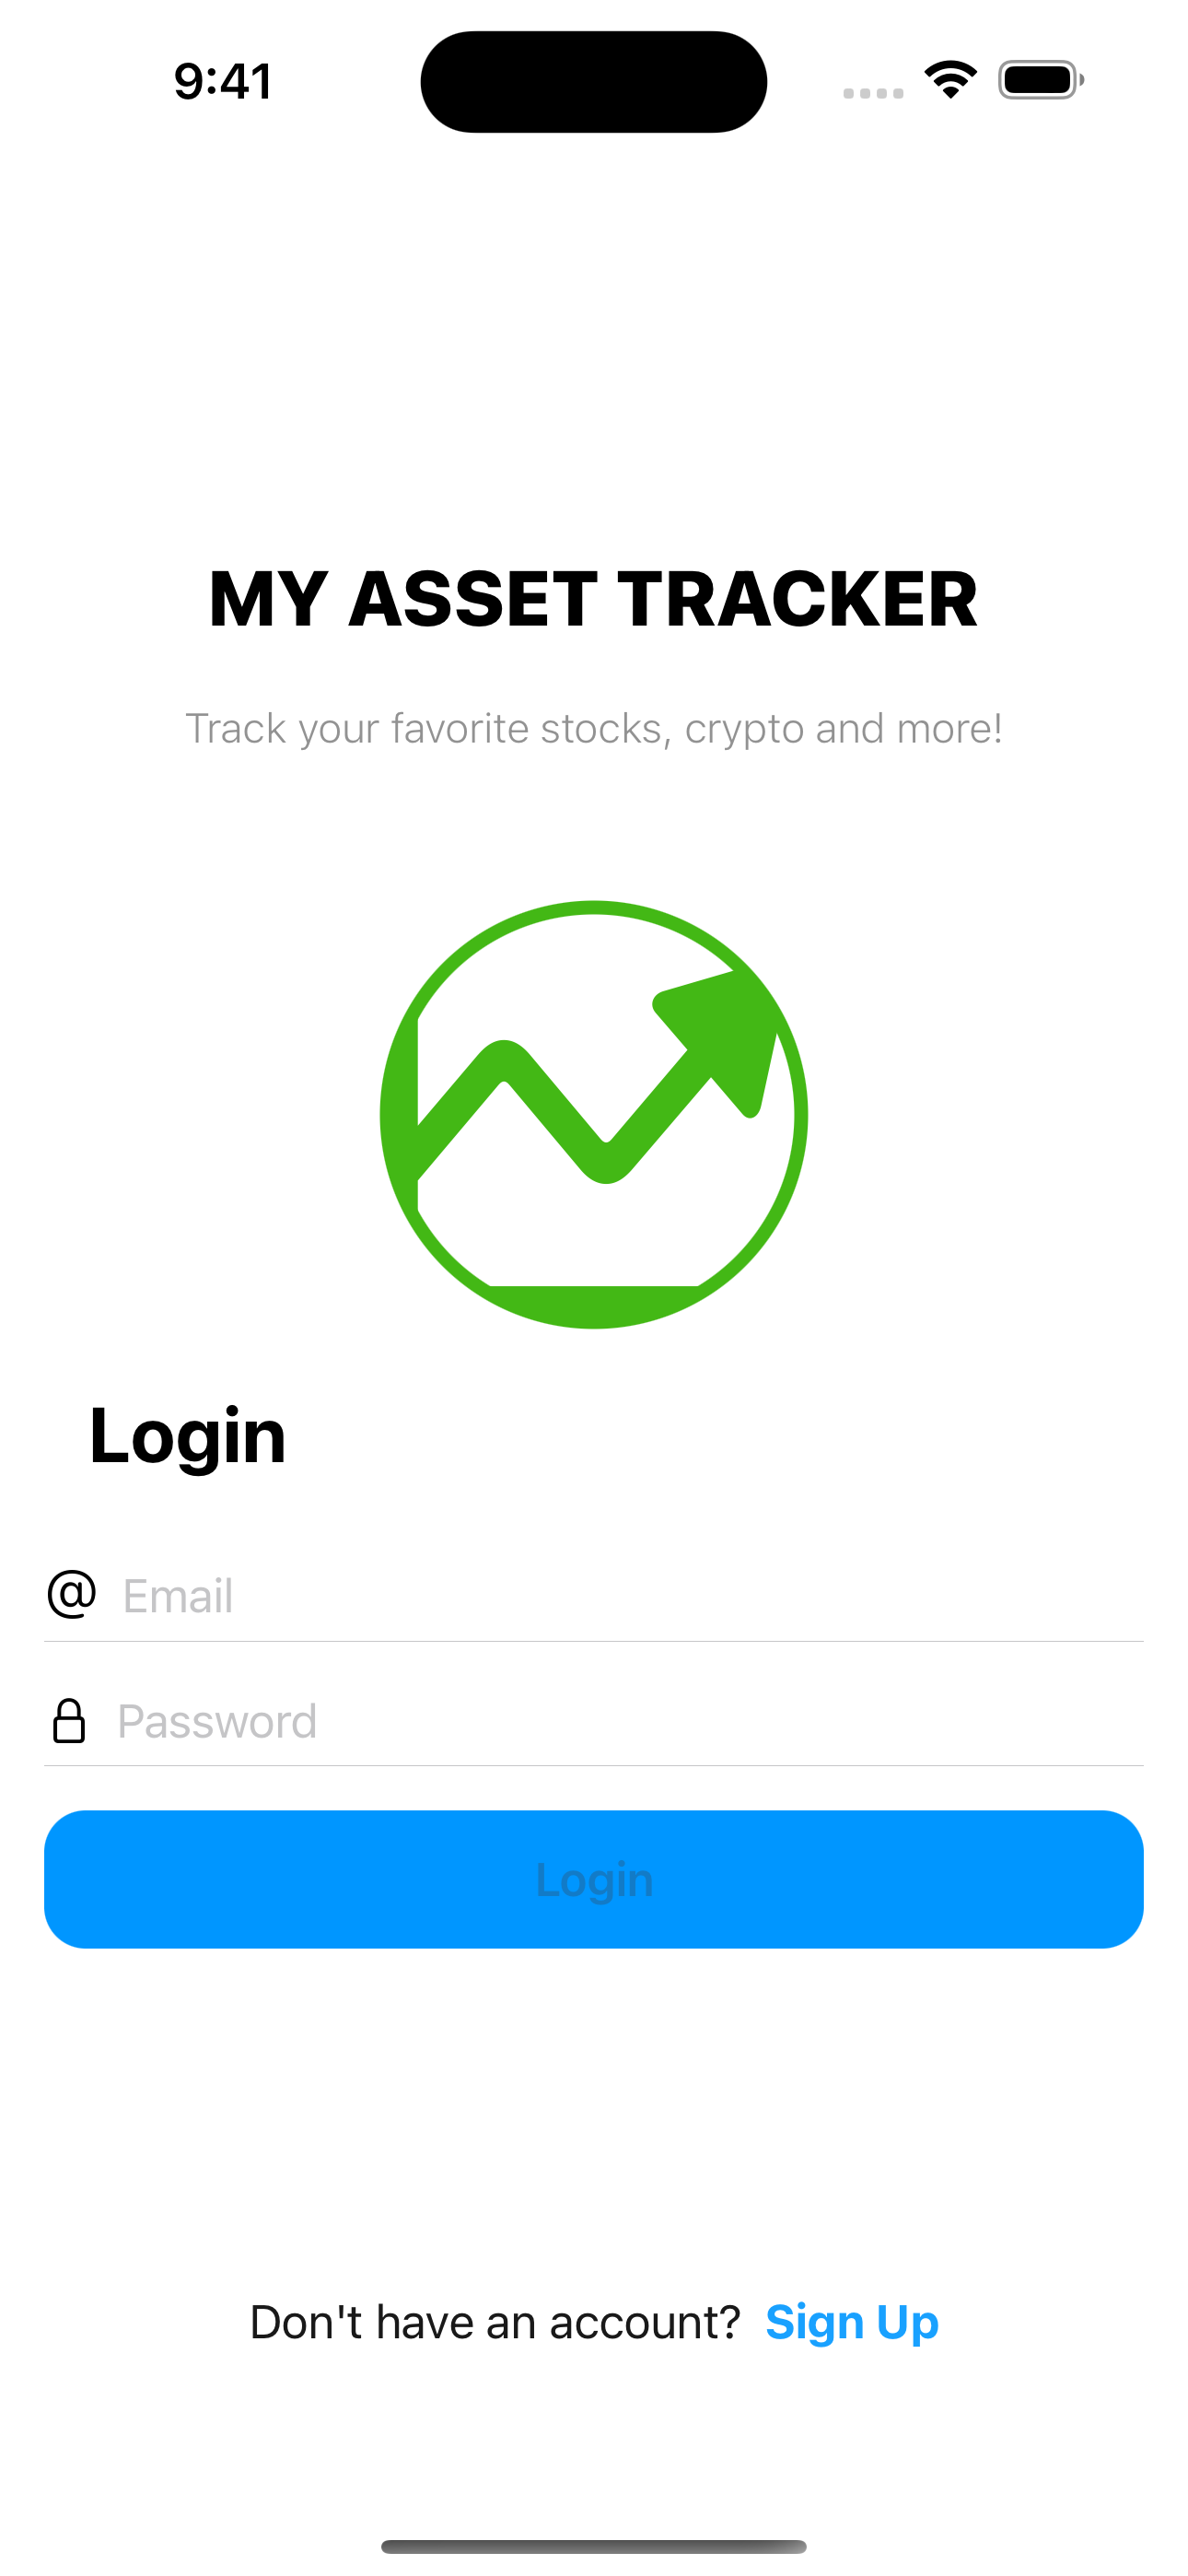 9:41
MY ASSET TRACKER
Track your favorite stocks, crypto and more!
Login
@ Email
Password
Login
Don't have an account? Sign Up